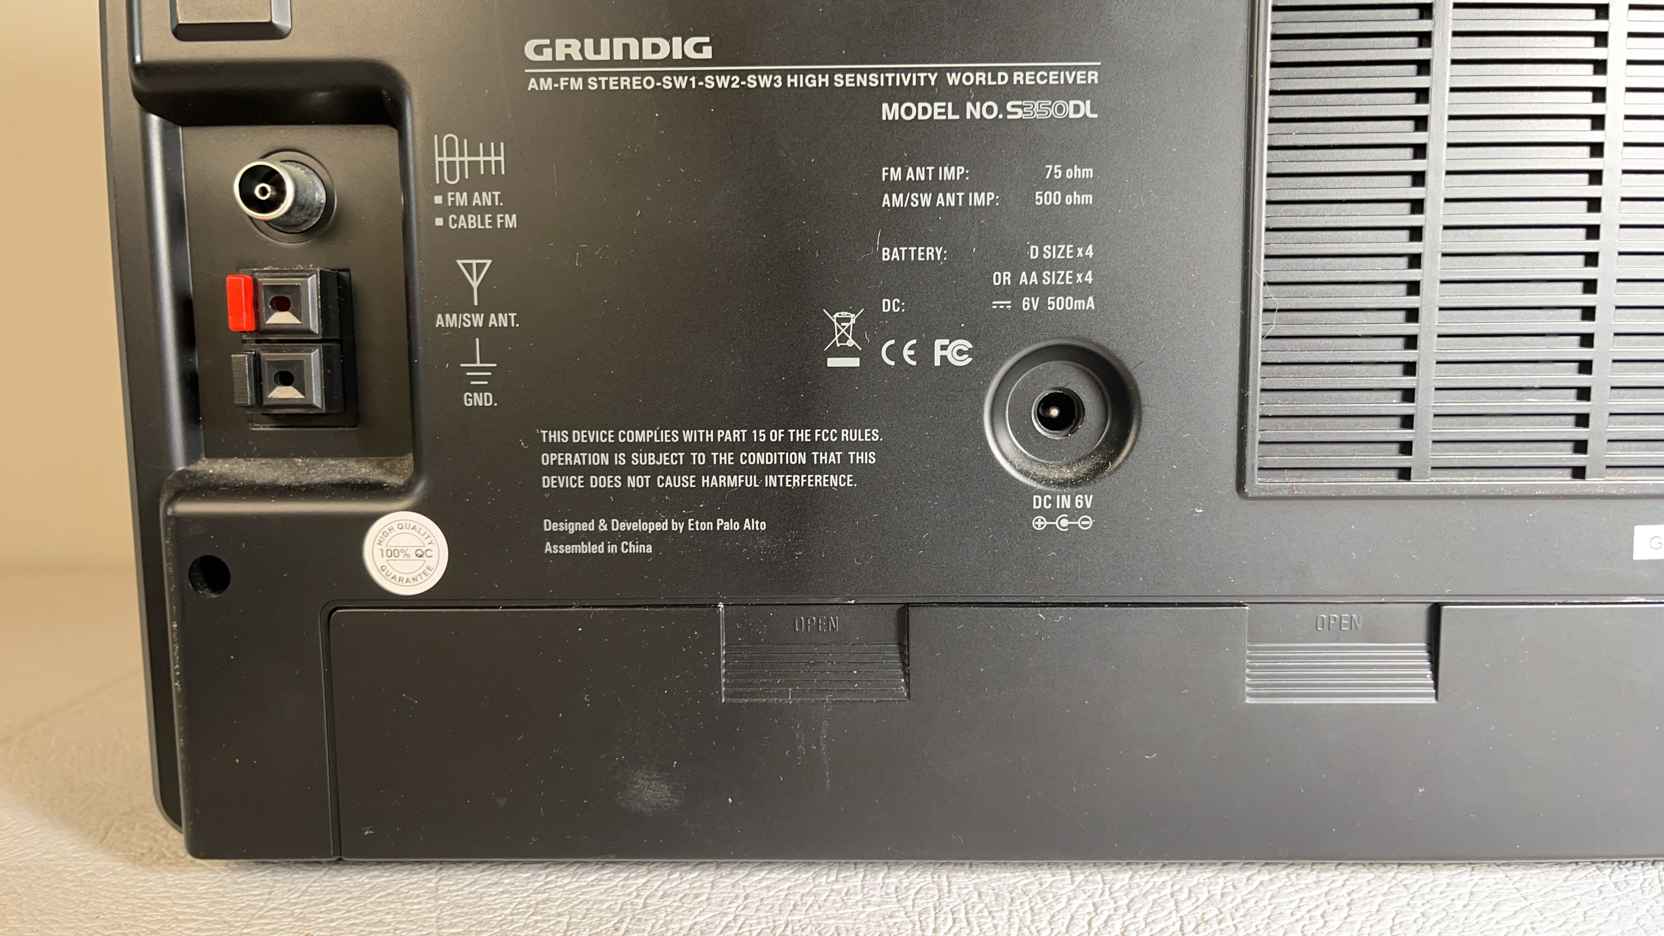 GRUNDIG
AM-FM STEREO-SW1-SW2-SW3 HIGH SENSITIVITY WORLD RECEIVER
MODEL NO. S350DL
FM ANT IMP: 75 ohm
AM/SW ANT IMP: 500 ohm
BATTERY: D SIZE x 4
OR AA SIZE x 4
DC: 6V 500mA
CE FC
FM ANT.
CABLE FM
AM/SW ANT.
GND.
THIS DEVICE COMPLIES WITH PART 15 OF THE FCC RULES.
OPERATION IS SUBJECT TO THE CONDITION THAT THIS
DEVICE DOES NOT CAUSE HARMFUL INTERFERENCE.
Designed & Developed by Eton Palo Alto
Assembled in China
DC IN 6V
HIGH QUALITY
100% QC
GUARANTEE
OPEN
OPEN
G